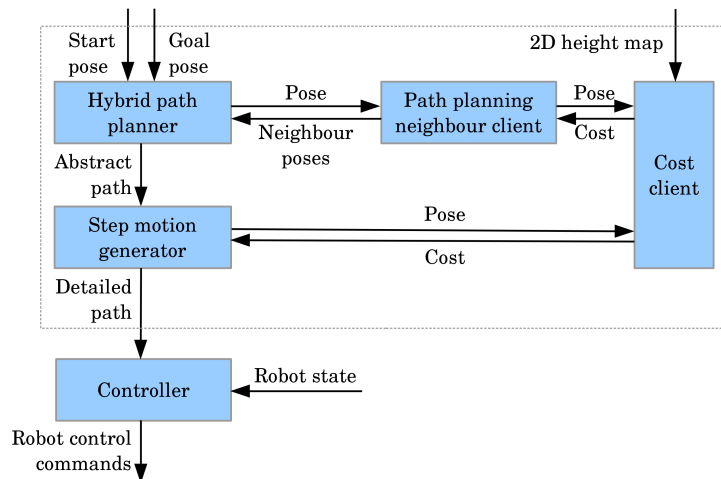 Start
pose
Goal
pose
2D height map
Hybrid path
planner
Pose
Neighbour
poses
Path planning
neighbour client
Pose
Cost
Cost
client
Abstract
path
Step motion
generator
Pose
Cost
Detailed
path
Controller
Robot state
Robot control
commands